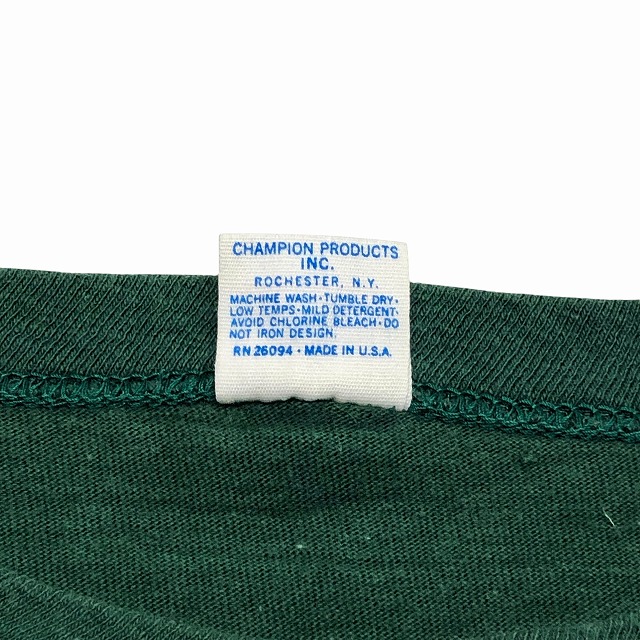 CHAMPION PRODUCTS
INC.
ROCHESTER, N.Y.
MACHINE WASH · TUMBLE DRY ·
LOW TEMPS · MILD DETERGENT ·
AVOID CHLORINE BLEACH · DO
NOT IRON DESIGN.
RN 26094 · MADE IN U.S.A.